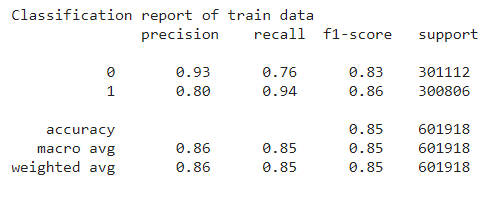 Classification report of train data
precision recall f1-score support
0 0.93 0.76 0.83 301112
1 0.80 0.94 0.86 300806
accuracy 0.85 601918
macro avg 0.86 0.85 0.85 601918
weighted avg 0.86 0.85 0.85 601918